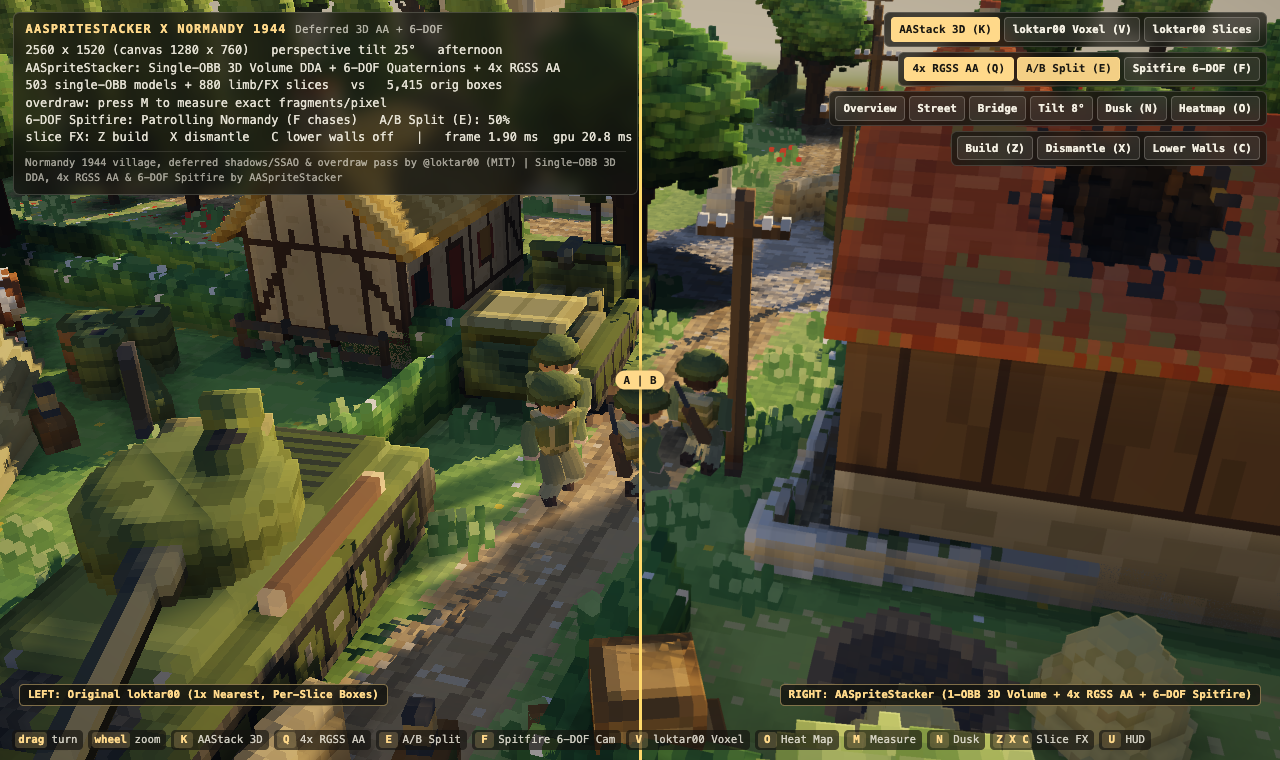 AASPRITESTACKER X NORMANDY 1944 Deferred 3D AA + 6-DOF
2560 x 1520 (canvas 1280 x 760) perspective tilt 25° afternoon
AASpriteStacker: Single-OBB 3D Volume DDA + 6-DOF Quaternions + 4x RGSS AA
503 single-OBB models + 880 limb/FX slices vs 5,415 orig boxes
overdraw: press M to measure exact fragments/pixel
6-DOF Spitfire: Patrolling Normandy (F chases) A/B Split (E): 50%
slice FX: Z build X dismantle C lower walls off | frame 1.90 ms gpu 20.8 ms
Normandy 1944 village, deferred shadows/SSAO & overdraw pass by @loktar00 (MIT) | Single-OBB 3D
DDA, 4x RGSS AA & 6-DOF Spitfire by AASpriteStacker
AAStack 3D (K) loktar00 Voxel (V) loktar00 Slices
4x RGSS AA (Q) A/B Split (E) Spitfire 6-DOF (F)
Overview Street Bridge Tilt 8° Dusk (N) Heatmap (O)
Build (Z) Dismantle (X) Lower Walls (C)
A | B
LEFT: Original loktar00 (1x Nearest, Per-Slice Boxes)
RIGHT: AASpriteStacker (1-OBB 3D Volume + 4x RGSS AA + 6-DOF Spitfire)
drag turn wheel zoom K AAStack 3D Q 4x RGSS AA E A/B Split F Spitfire 6-DOF Cam V loktar00 Voxel O Heat Map M Measure N Dusk Z X C Slice FX U HUD